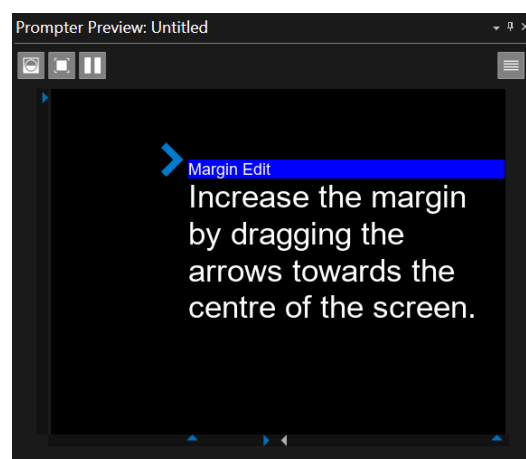 Prompter Preview: Untitled
Margin Edit
Increase the margin
by dragging the
arrows towards the
centre of the screen.